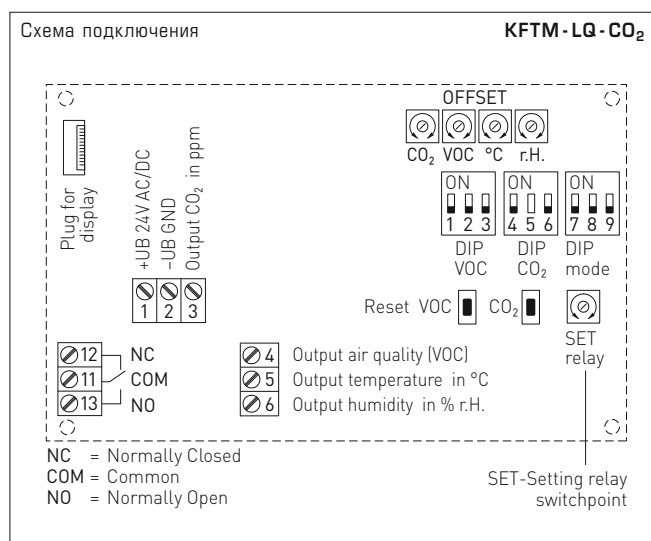 Схема подключения
KFTM - LQ - CO₂
OFFSET
CO₂ VOC °C r.H.
Plug for
display
+UB 24V AC/DC
–UB GND
Output CO₂ in ppm
1 2 3
ON ON ON
1 2 3 4 5 6 7 8 9
DIP
VOC
DIP
CO₂
DIP
mode
Reset VOC CO₂
SET
relay
12 NC
11 COM
13 NO
4 Output air quality (VOC)
5 Output temperature in °C
6 Output humidity in % r.H.
NC = Normally Closed
COM = Common
NO = Normally Open
SET-Setting relay
switchpoint